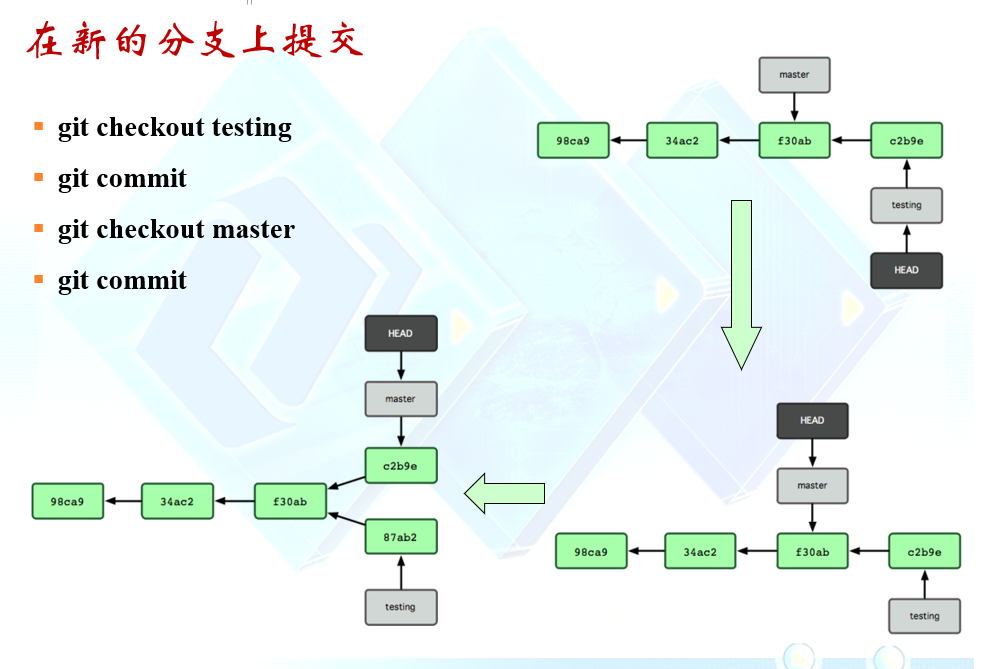 在新的分支上提交
git checkout testing
git commit
git checkout master
git commit
master
98ca9 34ac2 f30ab c2b9e
testing
HEAD
HEAD
master
98ca9 34ac2 f30ab c2b9e
testing
HEAD
master
c2b9e
98ca9 34ac2 f30ab
87ab2
testing